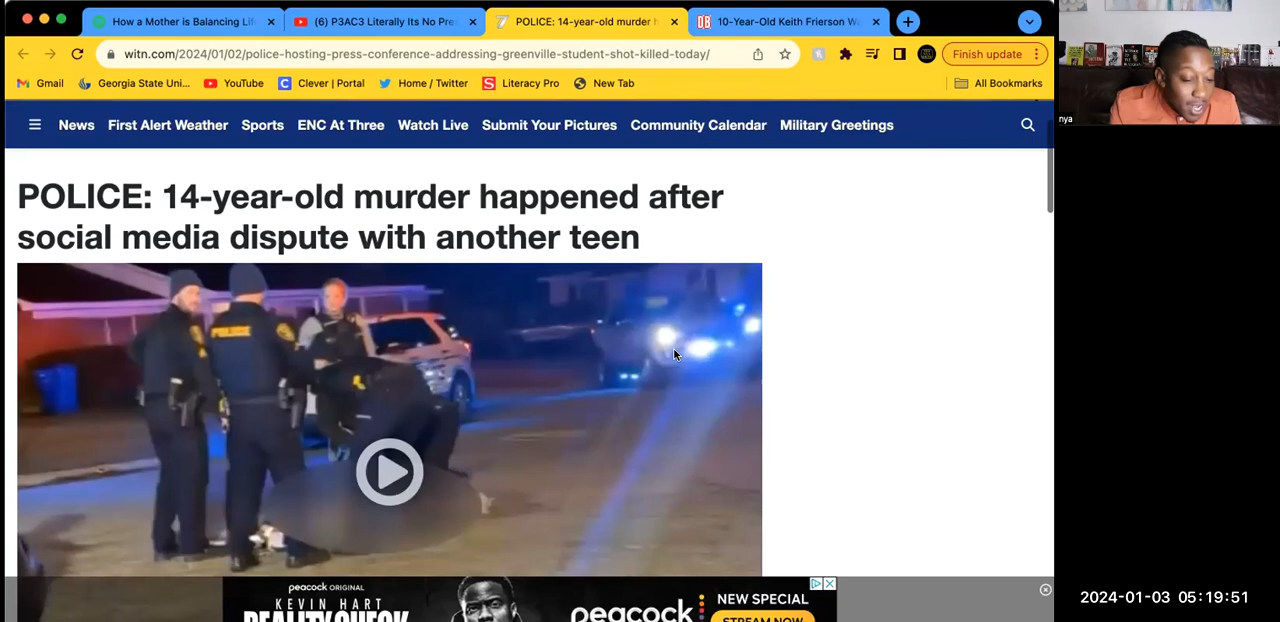 How a Mother is Balancing Li
(6) P3AC3 Literally Its No Pre
POLICE: 14-year-old murder h
10-Year-Old Keith Frierson W
witn.com/2024/01/02/police-hosting-press-conference-addressing-greenville-student-shot-killed-today/
Finish update
Gmail
Georgia State Uni...
YouTube
Clever | Portal
Home / Twitter
Literacy Pro
New Tab
All Bookmarks
News
First Alert Weather
Sports
ENC At Three
Watch Live
Submit Your Pictures
Community Calendar
Military Greetings
nya
POLICE: 14-year-old murder happened after
social media dispute with another teen
POLICE
peacock ORIGINAL
KEVIN HART
REALITY CHECK
peacock
NEW SPECIAL
STREAM NOW
2024-01-03 05:19:51